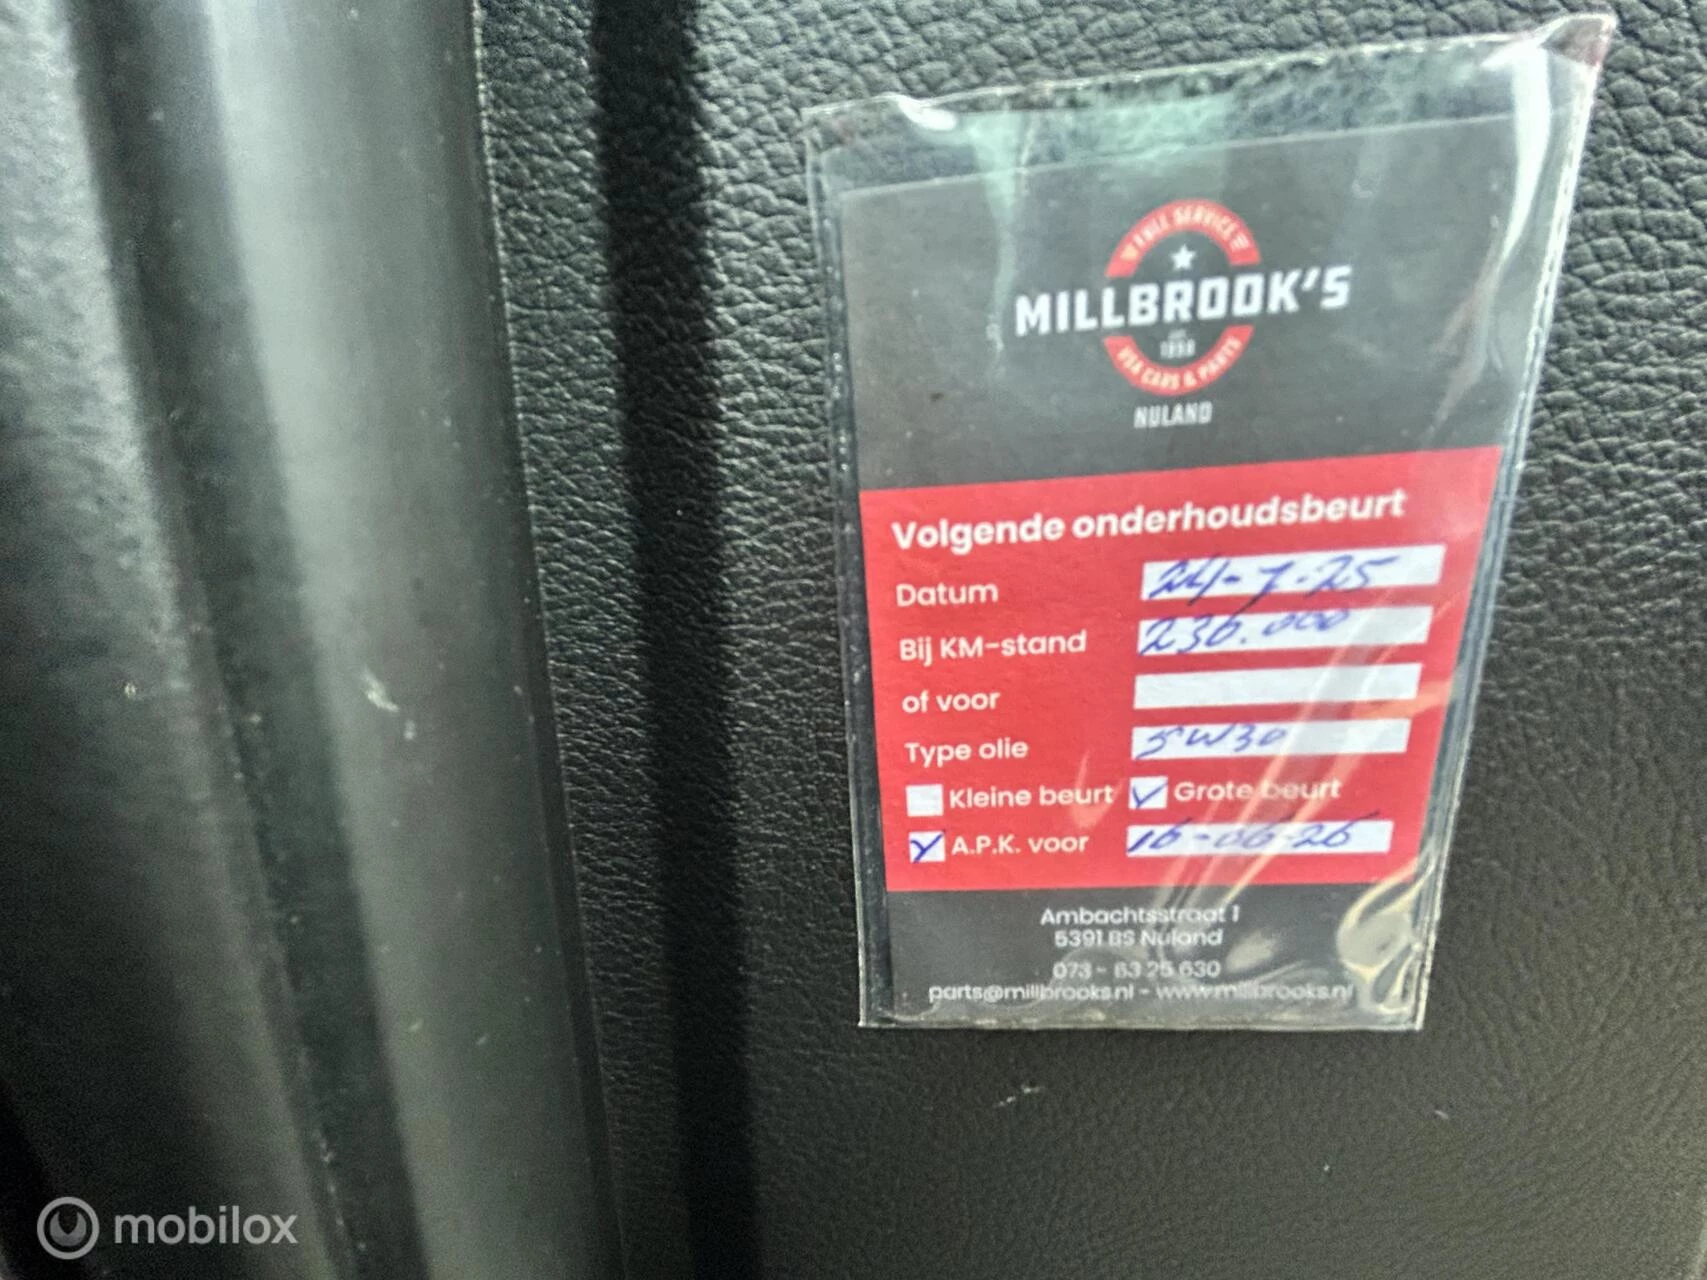 FULL SERVICE
MILLBROOK'S
USA CARS & PARTS
NULAND
Volgende onderhoudsbeurt
Datum 24-7-25
Bij KM-stand 236.000
of voor
Type olie 5W30
Kleine beurt Grote beurt
A.P.K. voor 16-06-26
Ambachtsstraat 1
5391 BS Nuland
073 - 63 25 630
parts@millbrooks.nl - www.millbrooks.nl
mobilox